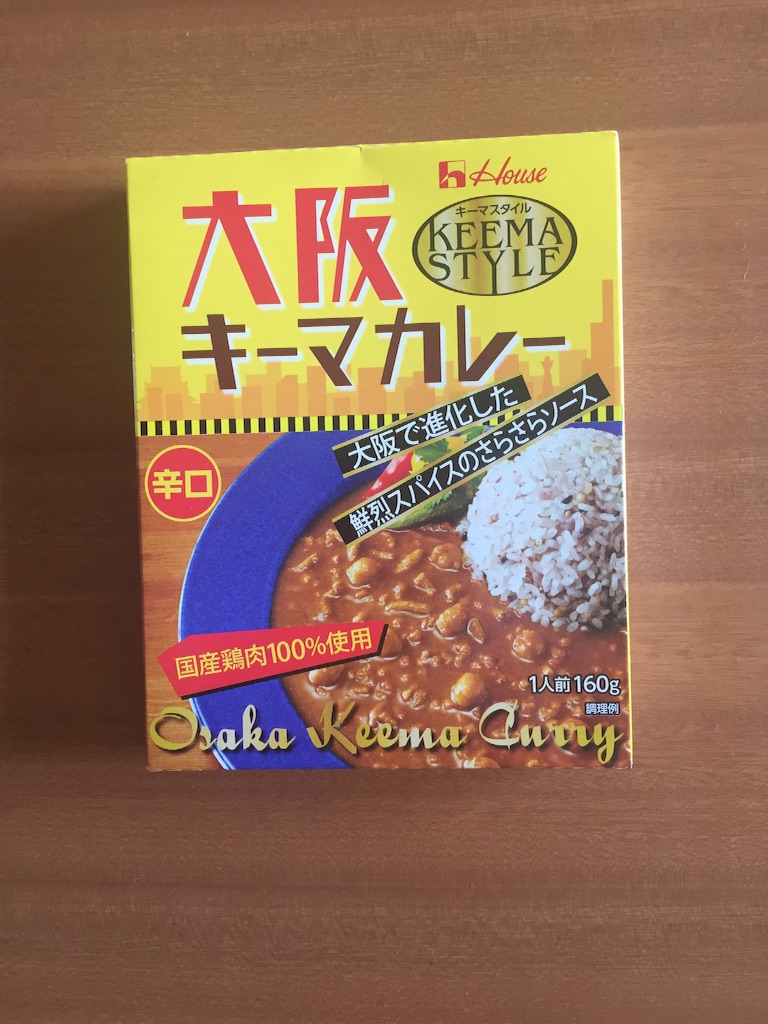 House
大阪
キーマスタイル
KEEMA
STYLE
キーマカレー
大阪で進化した
鮮烈スパイスのさらさらソース
辛口
国産鶏肉100%使用
1人前160g
調理例
Osaka Keema Curry